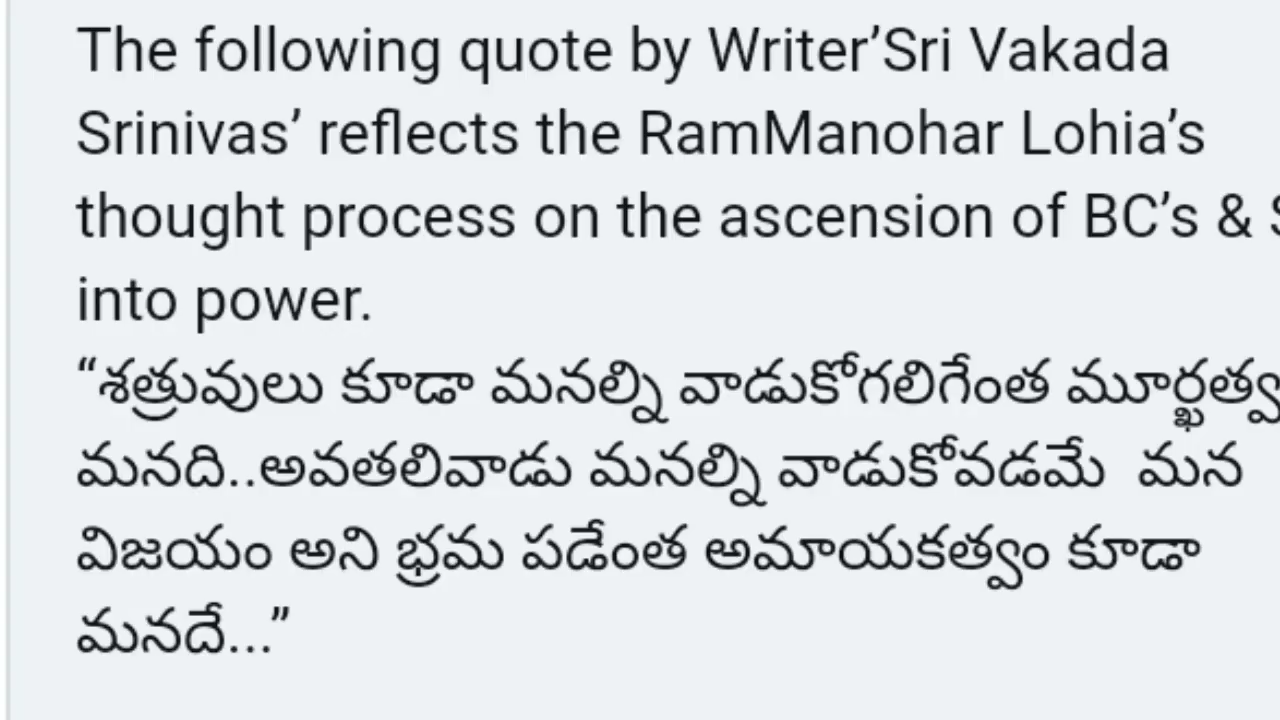 The following quote by Writer’Sri Vakada
Srinivas’ reflects the RamManohar Lohia’s
thought process on the ascension of BC’s &
into power.
“శత్రువులు కూడా మనల్ని వాడుకోగలిగేంత
మనది..అవతలివాడు మనల్ని వాడుకోవడమే  మన
విజయం అని భ్రమ పడేంత అమాయకత్వం కూడా
మనదే...”